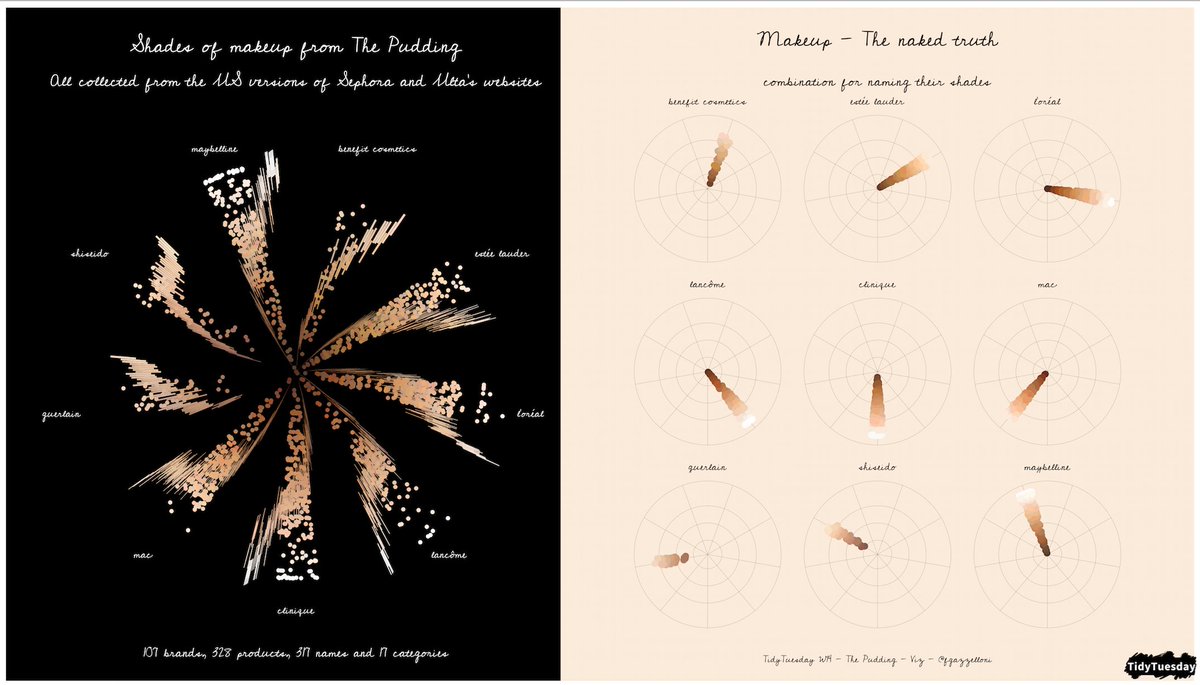 Shades of makeup from The Pudding
All collected from the US versions of Sephora and Ulta's websites
maybelline
benefit cosmetics
shiseido
estée lauder
guerlain
loréal
mac
lancôme
clinique
107 brands, 328 products, 317 names and 17 categories
Makeup - The naked truth
combination for naming their shades
benefit cosmetics
estée lauder
loréal
lancôme
clinique
mac
guerlain
shiseido
maybelline
TidyTuesday W14 - The Pudding - Viz - @fgazzelloni
TidyTuesday